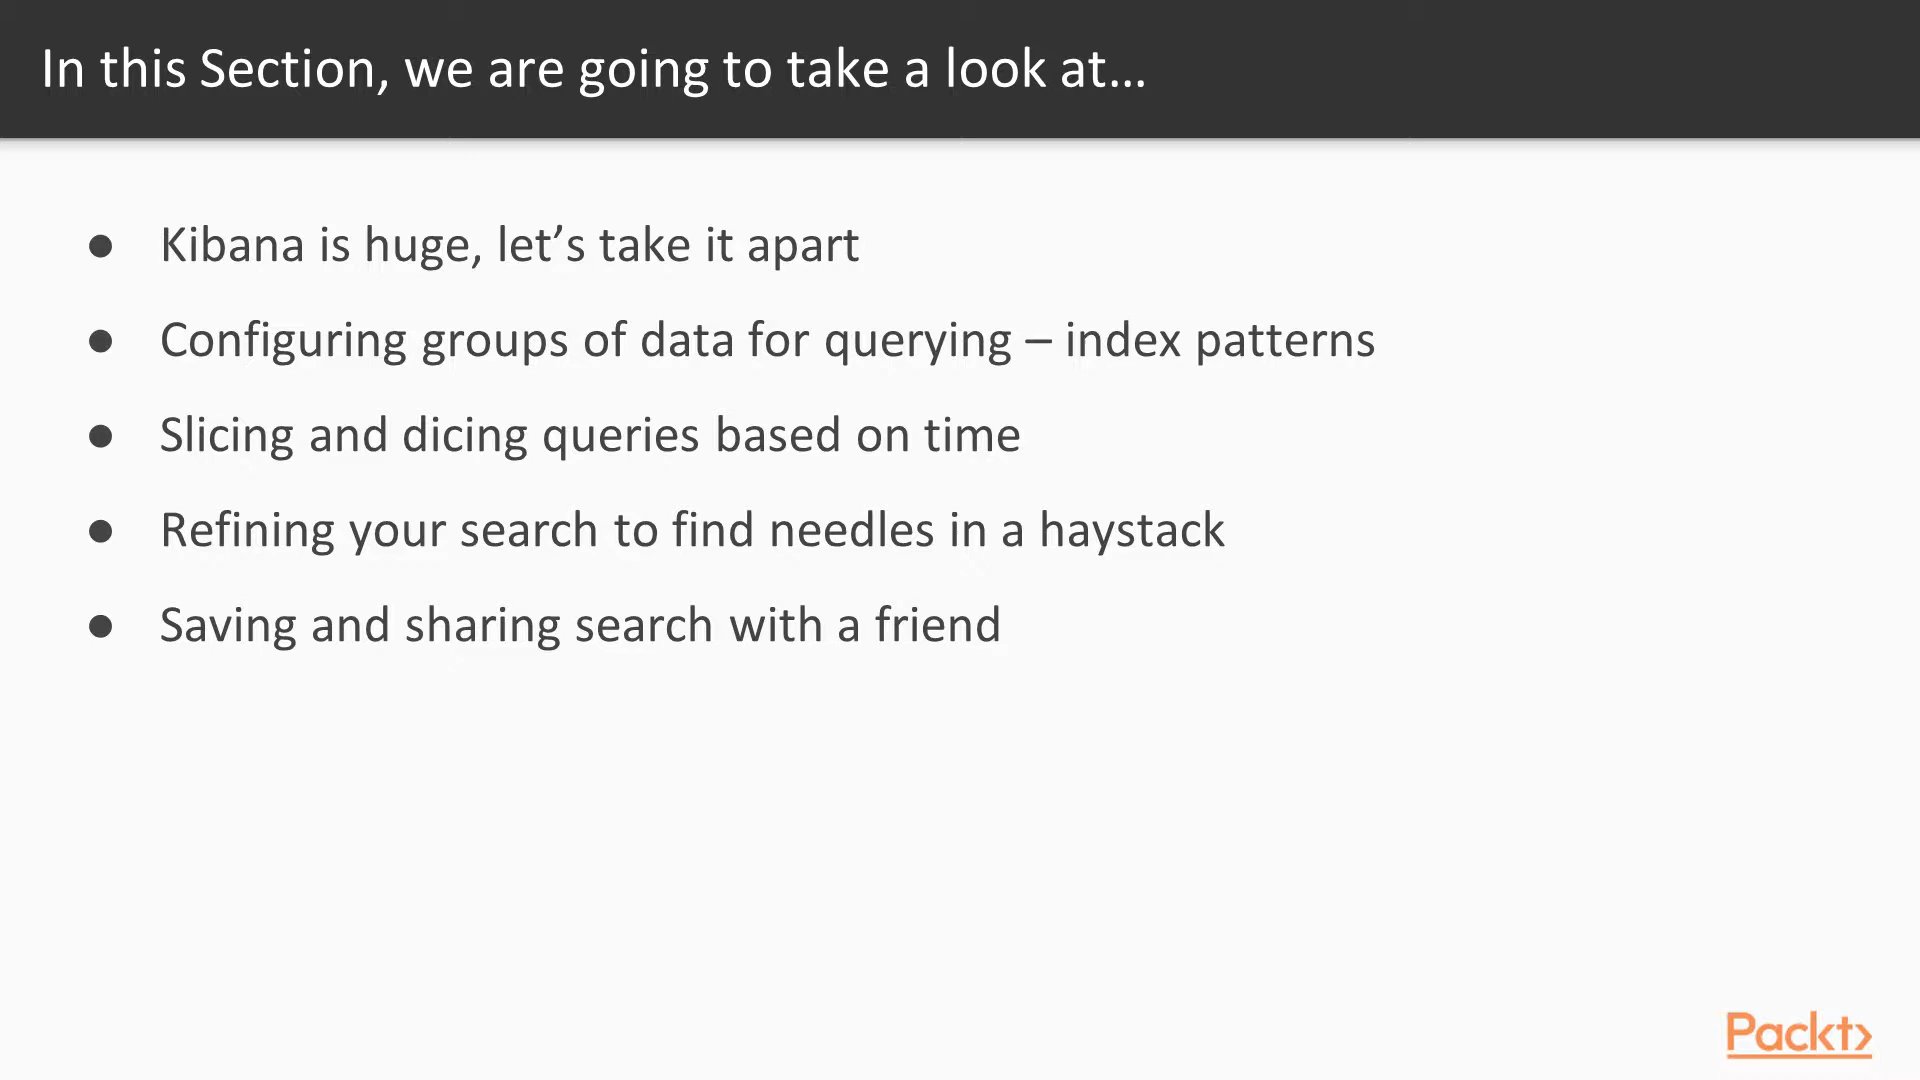 In this Section, we are going to take a look at…
● Kibana is huge, let’s take it apart
● Configuring groups of data for querying – index patterns
● Slicing and dicing queries based on time
● Refining your search to find needles in a haystack
● Saving and sharing search with a friend
Packt>